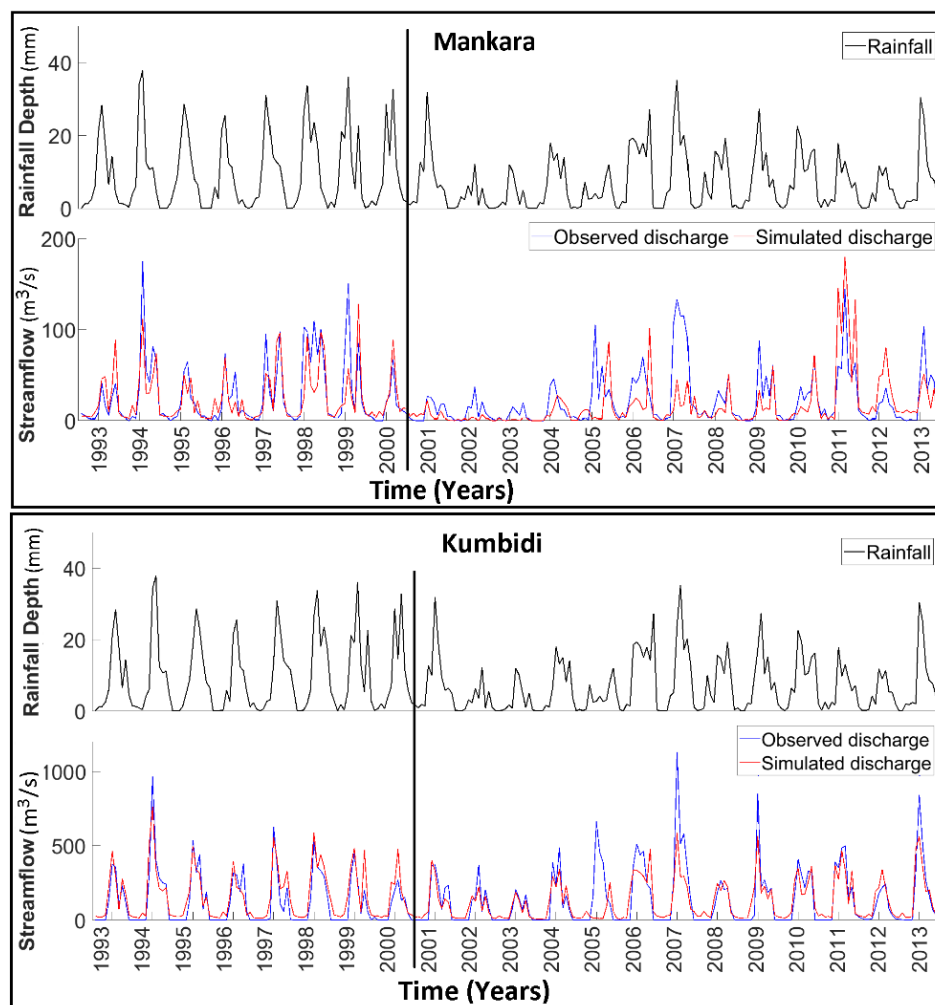 Mankara
Rainfall
Rainfall Depth (mm)
40
20
0
Observed discharge Simulated discharge
Streamflow (m³/s)
200
100
0
1993 1994 1995 1996 1997 1998 1999 2000 2001 2002 2003 2004 2005 2006 2007 2008 2009 2010 2011 2012 2013
Time (Years)
Kumbidi
Rainfall
Rainfall Depth (mm)
40
20
0
Observed discharge
Simulated discharge
Streamflow (m³/s)
1000
500
0
1993 1994 1995 1996 1997 1998 1999 2000 2001 2002 2003 2004 2005 2006 2007 2008 2009 2010 2011 2012 2013
Time (Years)